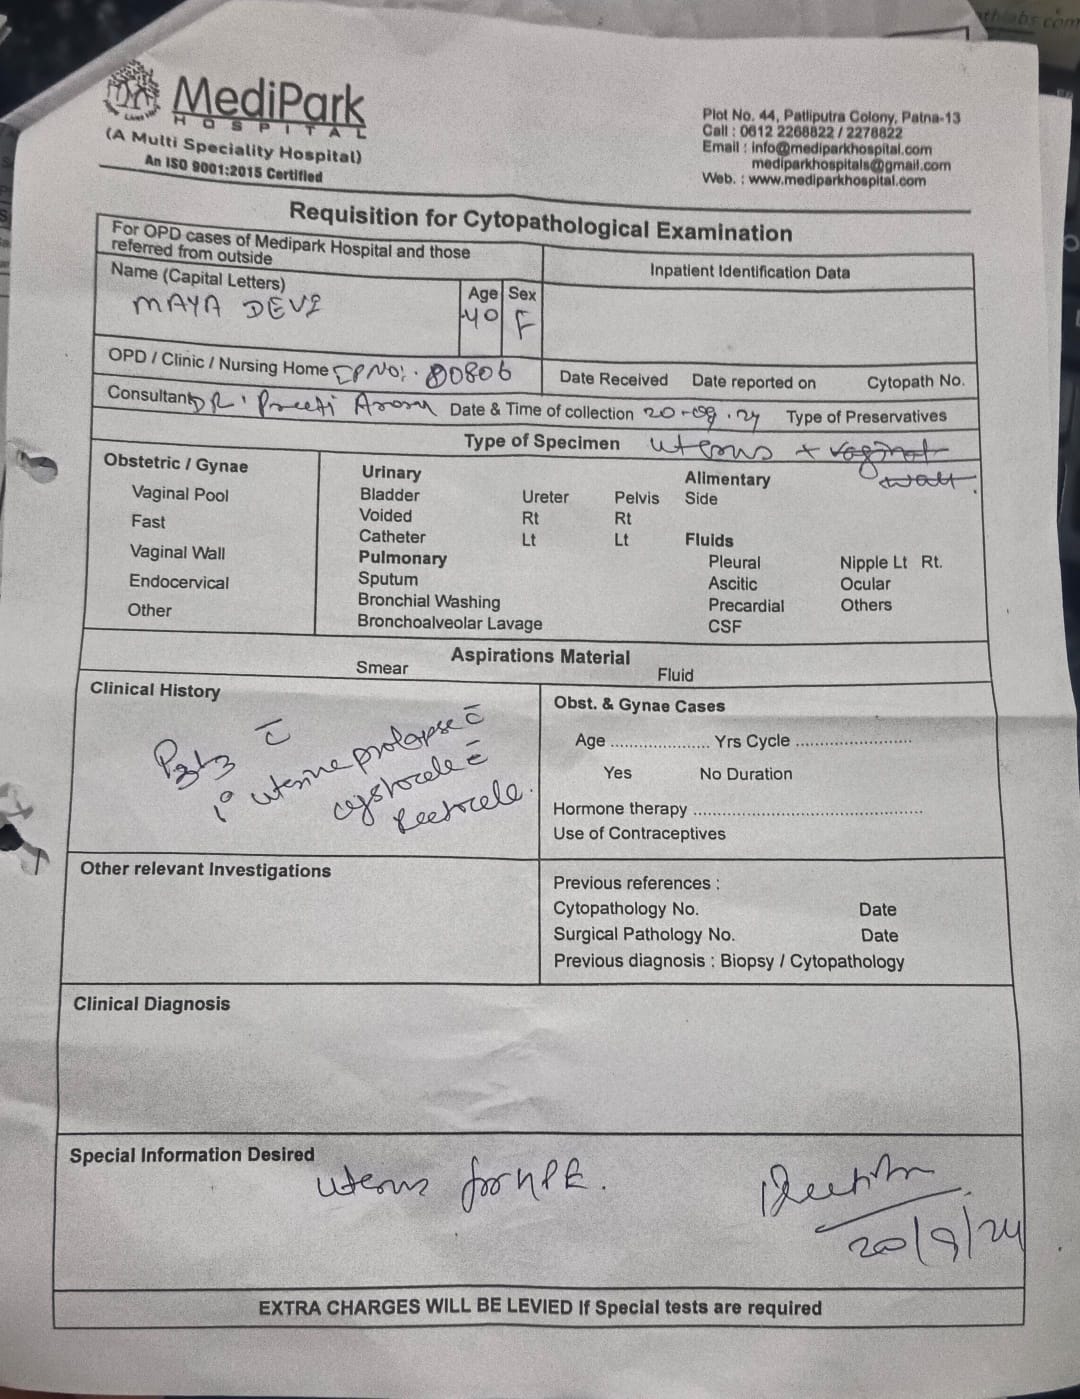 thlabs.com
MediPark
HOSPITAL
(A Multi Speciality Hospital)
An ISO 9001:2015 Certified
Plot No. 44, Patliputra Colony, Patna-13
Call : 0612 2268822 / 2278822
Email : info@mediparkhospital.com
mediparkhospitals@gmail.com
Web. : www.mediparkhospital.com
Requisition for Cytopathological Examination
For OPD cases of Medipark Hospital and those
referred from outside
Inpatient Identification Data
Name (Capital Letters)
MAYA DEVI
Age Sex
40 F
OPD / Clinic / Nursing Home IPNO:. 80806
Date Received Date reported on Cytopath No.
Consultant DR. Preeti Arora Date & Time of collection 20-09.24 Type of Preservatives
Type of Specimen uterus + vaginal
wall.
Obstetric / Gynae
Vaginal Pool
Fast
Vaginal Wall
Endocervical
Other
Urinary
Bladder Ureter Pelvis
Voided Rt Rt
Catheter Lt Lt
Pulmonary
Sputum
Bronchial Washing
Bronchoalveolar Lavage
Alimentary
Side
Fluids
Pleural Nipple Lt Rt.
Ascitic Ocular
Precardial Others
CSF
Aspirations Material
Smear Fluid
Clinical History
P3L3 c̄
1° uterine prolapse c̄
cystocele c̄
Rectocele.
Obst. & Gynae Cases
Age .................... Yrs Cycle ........................
Yes No Duration
Hormone therapy ...............................................
Use of Contraceptives
Other relevant Investigations
Previous references :
Cytopathology No. Date
Surgical Pathology No. Date
Previous diagnosis : Biopsy / Cytopathology
Clinical Diagnosis
Special Information Desired
uterus for HPE.
20/9/24
EXTRA CHARGES WILL BE LEVIED If Special tests are required